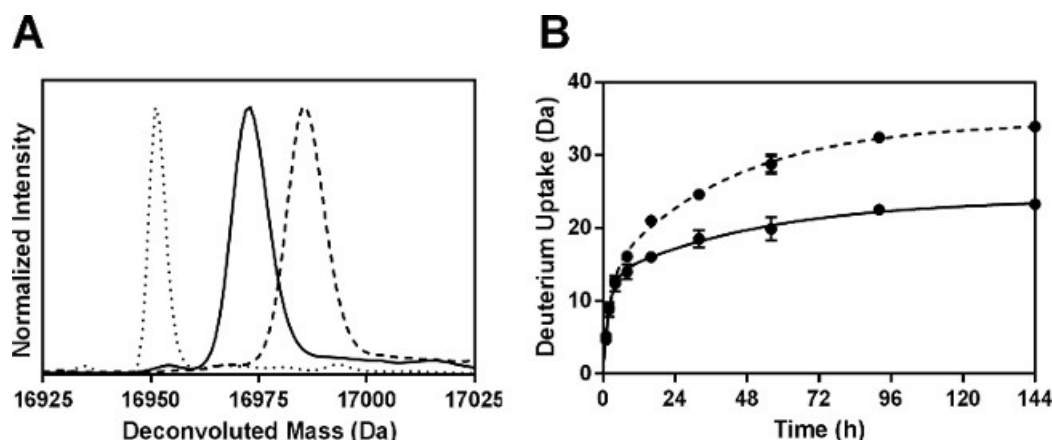 A
Normalized Intensity
16925 16950 16975 17000 17025
Deconvoluted Mass (Da)
B
Deuterium Uptake (Da)
40
30
20
10
0
0 24 48 72 96 120 144
Time (h)